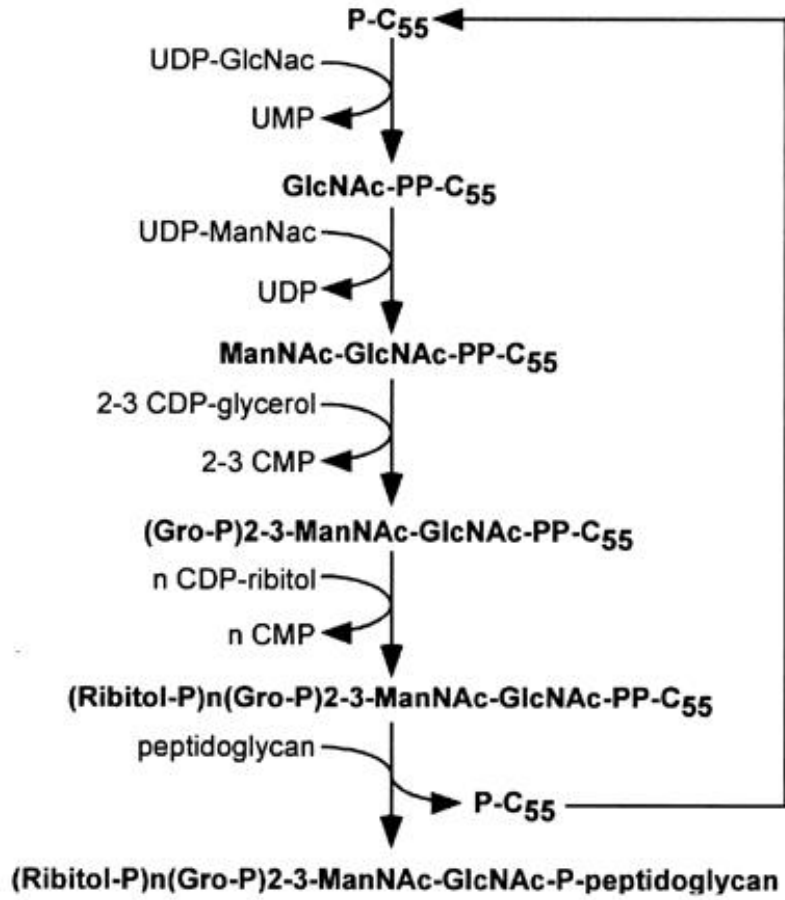 P-C55
UDP-GlcNac
UMP
GlcNAc-PP-C55
UDP-ManNac
UDP
ManNAc-GlcNAc-PP-C55
2-3 CDP-glycerol
2-3 CMP
(Gro-P)2-3-ManNAc-GlcNAc-PP-C55
n CDP-ribitol
n CMP
(Ribitol-P)n(Gro-P)2-3-ManNAc-GlcNAc-PP-C55
peptidoglycan
P-C55
(Ribitol-P)n(Gro-P)2-3-ManNAc-GlcNAc-P-peptidoglycan